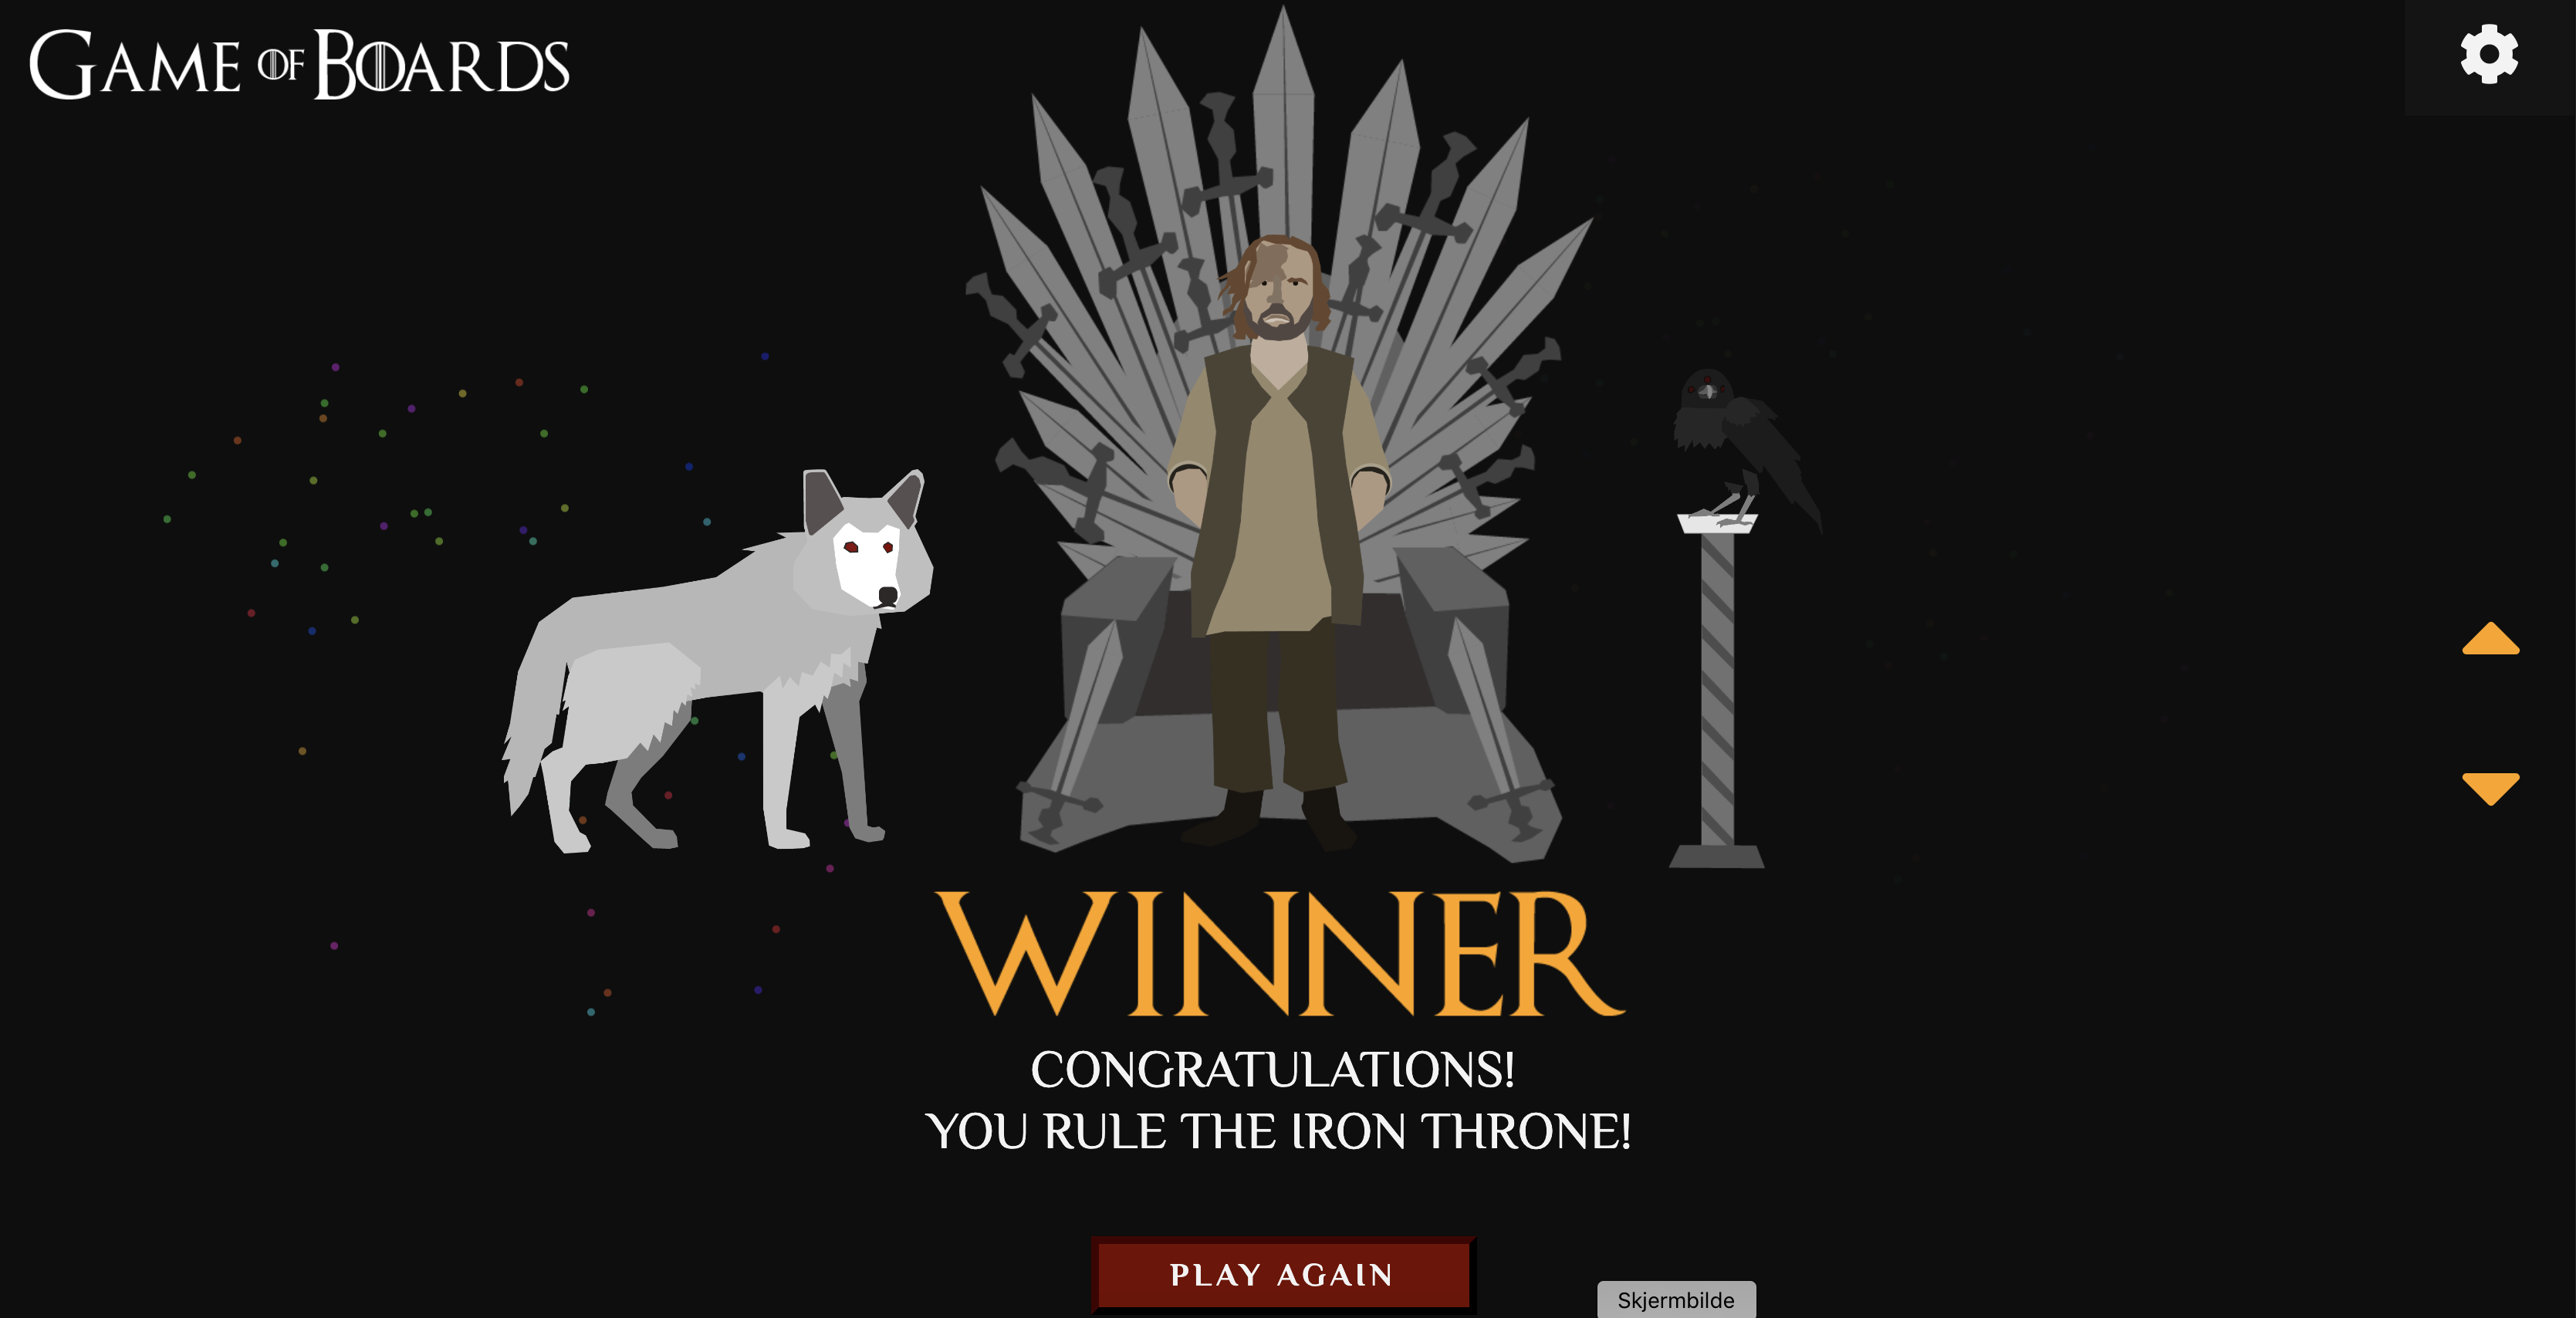 GAME OF BOARDS
WINNER
CONGRATULATIONS!
YOU RULE THE IRON THRONE!
PLAY AGAIN
Skjermbilde